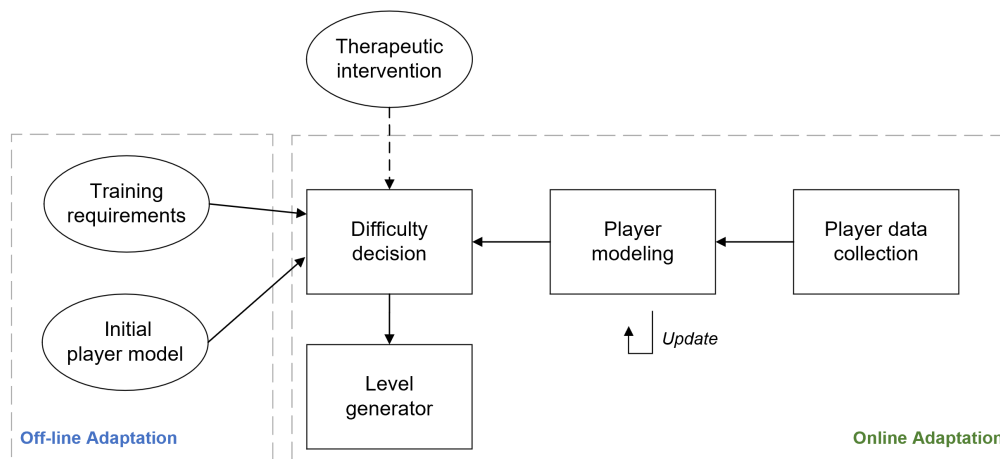 Therapeutic
intervention
Training
requirements
Difficulty
decision
Player
modeling
Player data
collection
Initial
player model
Update
Level
generator
Off-line Adaptation
Online Adaptation